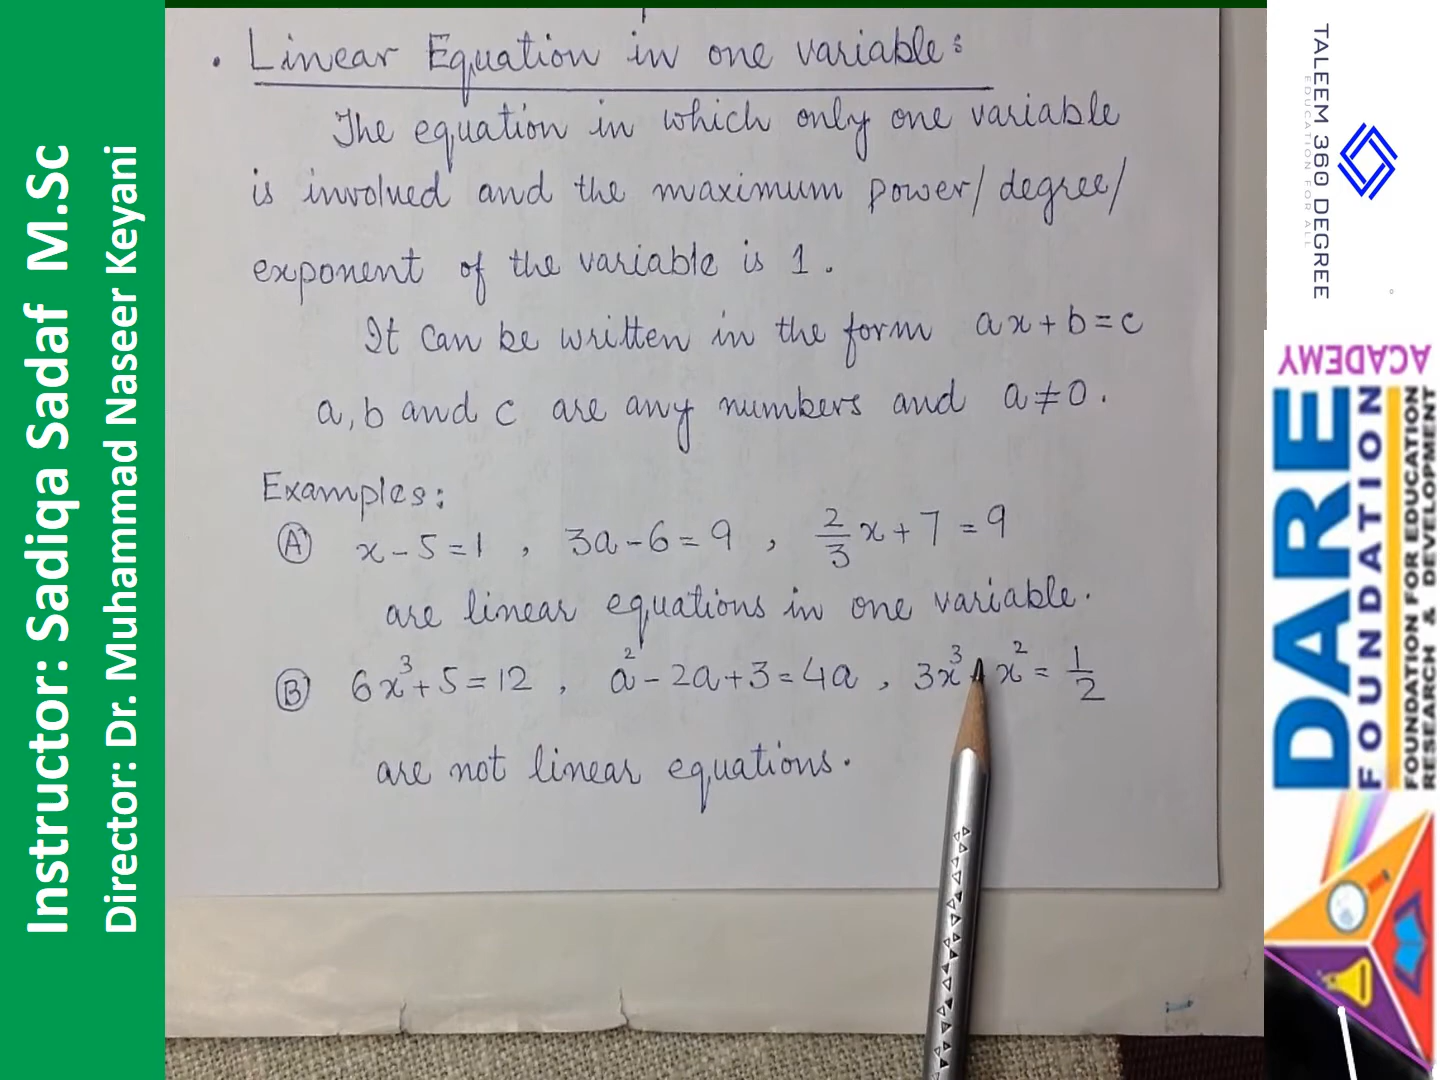 Instructor: Sadiqa Sadaf M.Sc
Director: Dr. Muhammad Naseer Keyani
• Linear Equation in one variable:
The equation in which only one variable
is involued and the maximum power/degree/
exponent of the variable is 1.
It can be written in the form ax+b=c
a, b and c are any numbers and a≠0.
Examples:
Ⓐ x-5=1, 3a-6=9, 2/3 x+7=9
are linear equations in one variable.
Ⓑ 6x³+5=12, a²-2a+3=4a, 3x³ x²=1/2
are not linear equations.
TALEEM 360 DEGREE
EDUCATION FOR ALL
ACADEMY
DARE
FOUNDATION
FOUNDATION FOR EDUCATION
RESEARCH & DEVELOPMENT